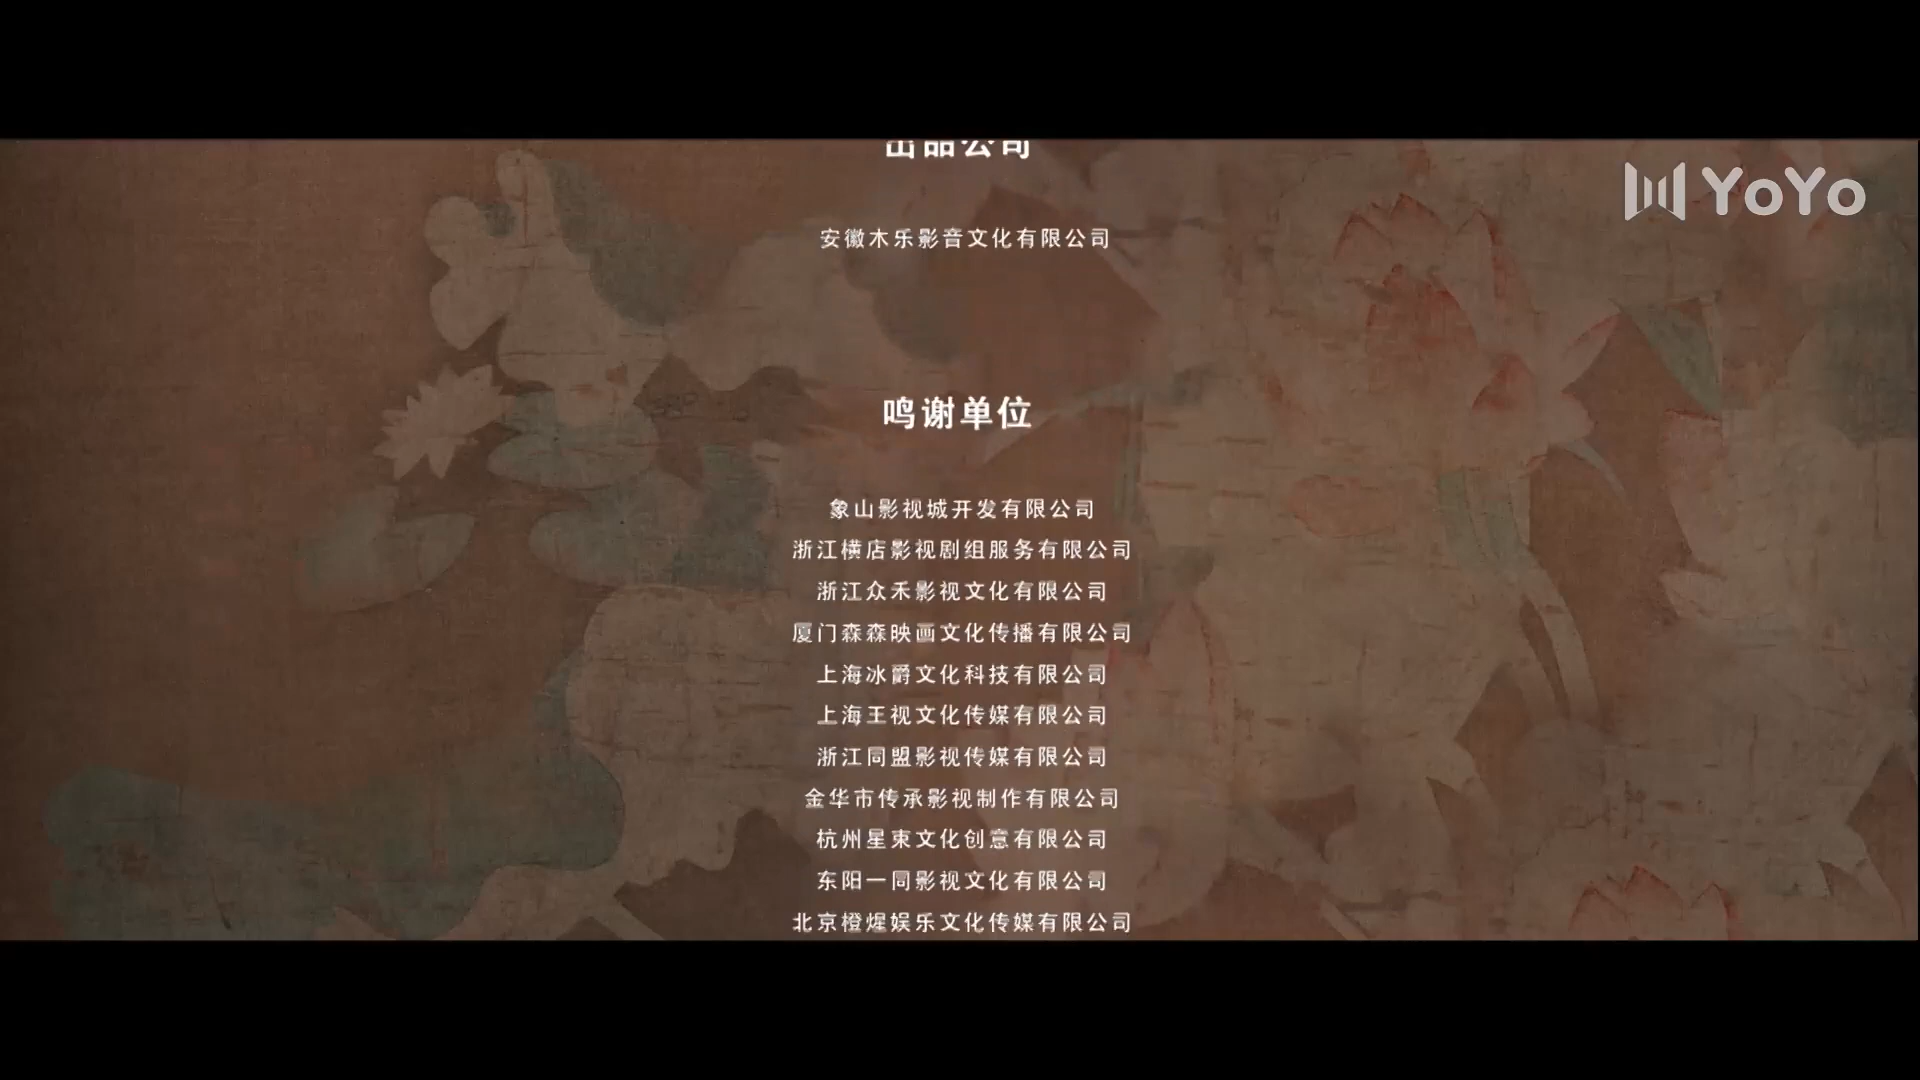 出品公司
YoYo
安徽木乐影音文化有限公司
鸣谢单位
象山影视城开发有限公司
浙江横店影视剧组服务有限公司
浙江众禾影视文化有限公司
厦门森森映画文化传播有限公司
上海冰爵文化科技有限公司
上海王视文化传媒有限公司
浙江同盟影视传媒有限公司
金华市传承影视制作有限公司
杭州星束文化创意有限公司
东阳一同影视文化有限公司
北京橙煋娱乐文化传媒有限公司